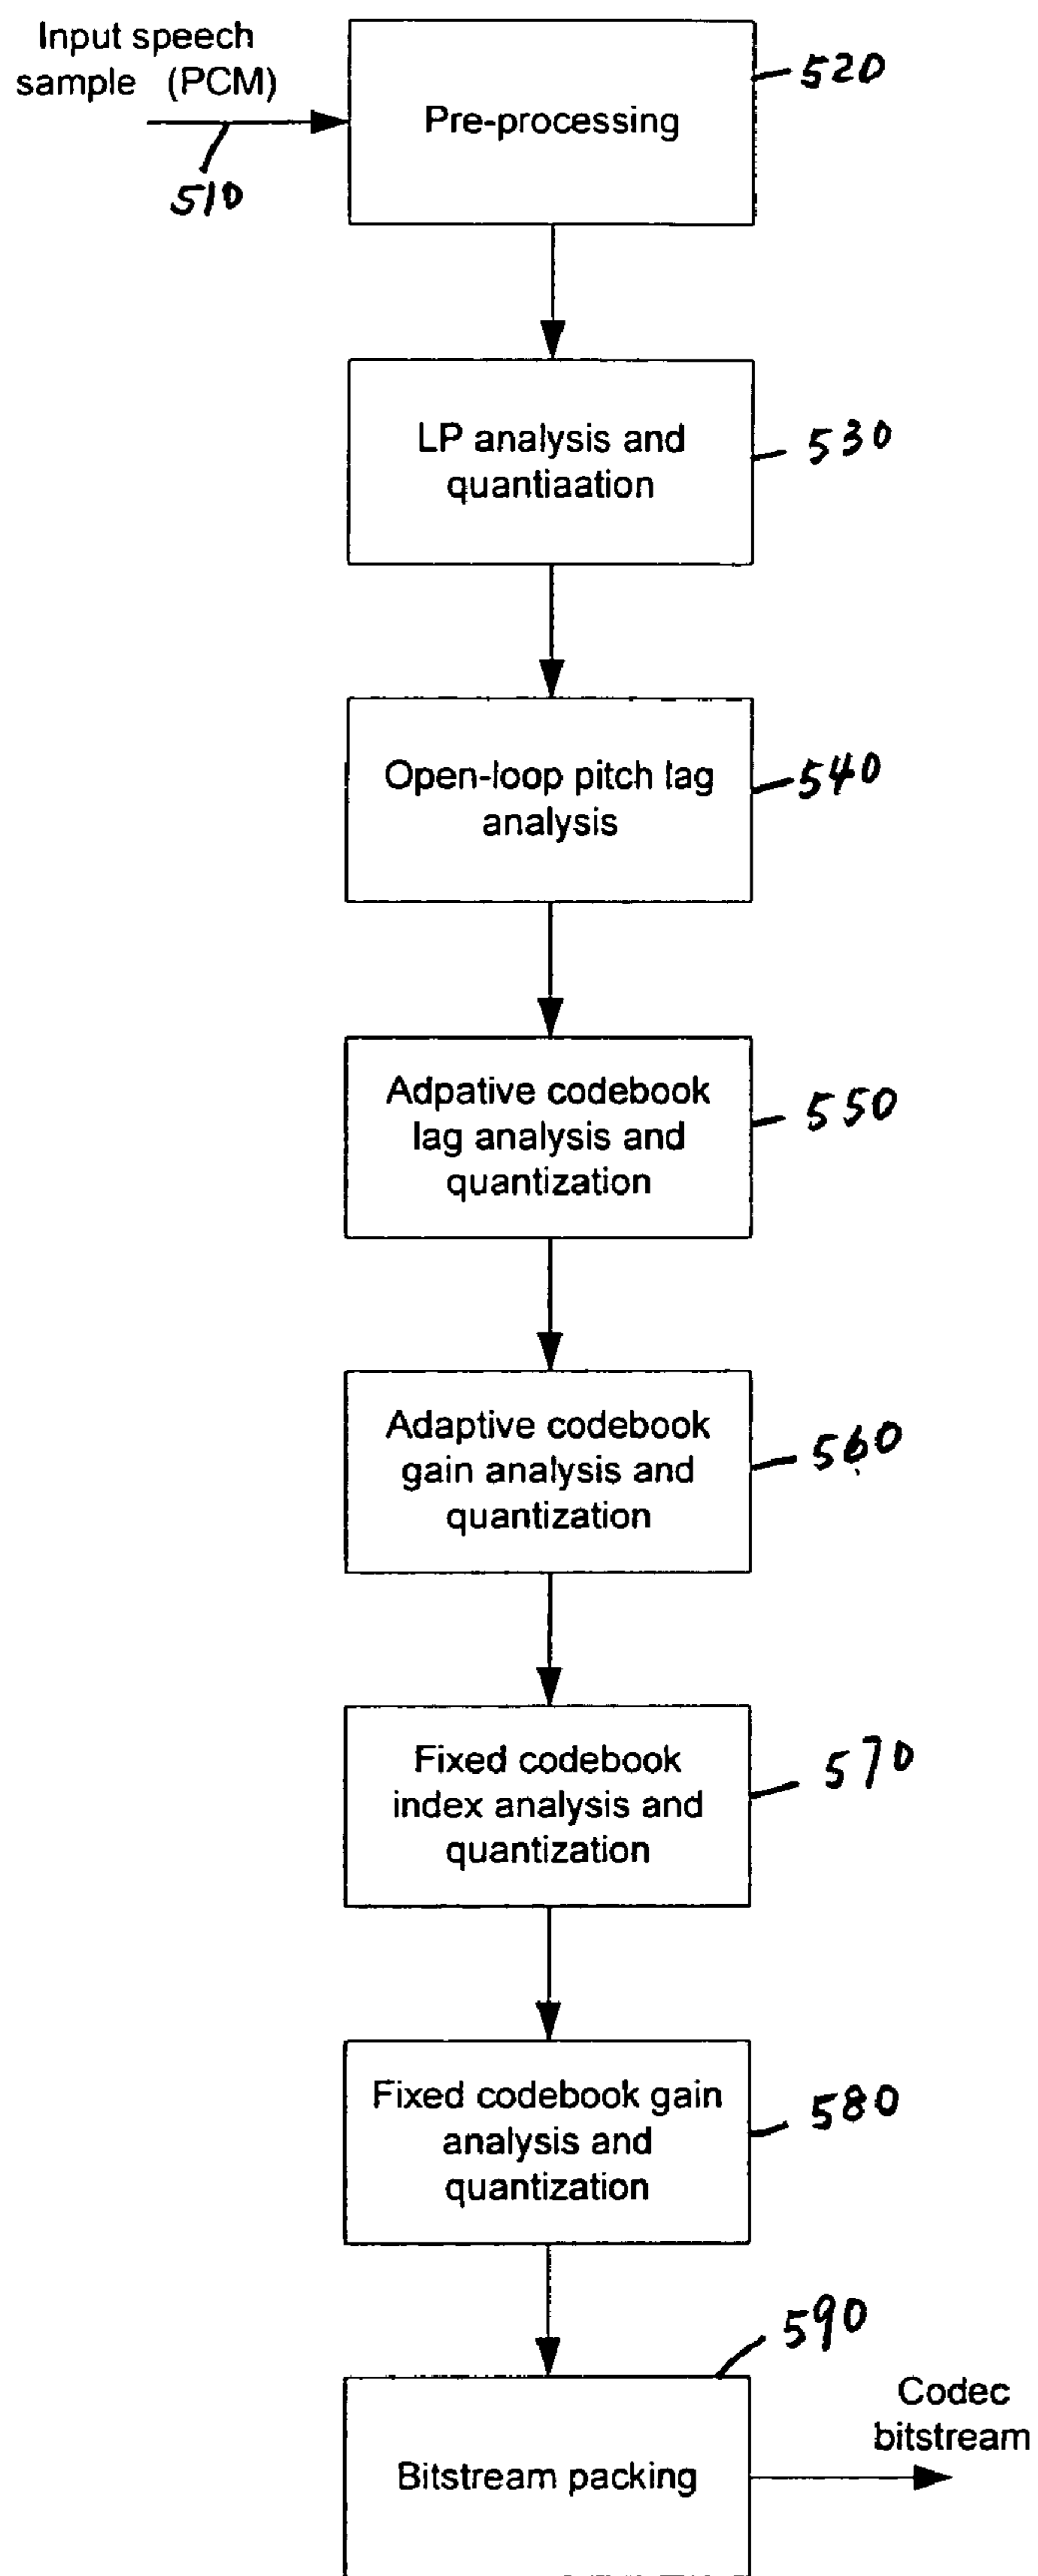 Input speech
sample (PCM)
510
Pre-processing
520
LP analysis and
quantiaation
530
Open-loop pitch lag
analysis
540
Adpative codebook
lag analysis and
quantization
550
Adaptive codebook
gain analysis and
quantization
560
Fixed codebook
index analysis and
quantization
570
Fixed codebook gain
analysis and
quantization
580
590
Bitstream packing
Codec
bitstream